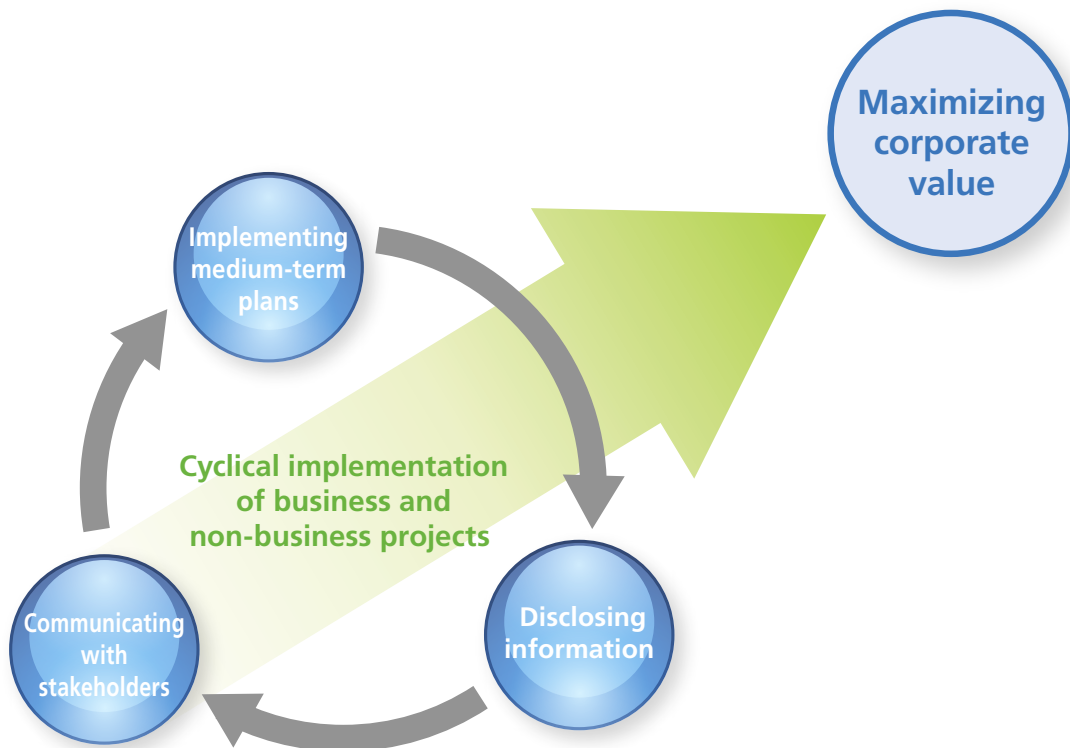 Maximizing
corporate
value
Implementing
medium-term
plans
Cyclical implementation
of business and
non-business projects
Communicating
with
stakeholders
Disclosing
information